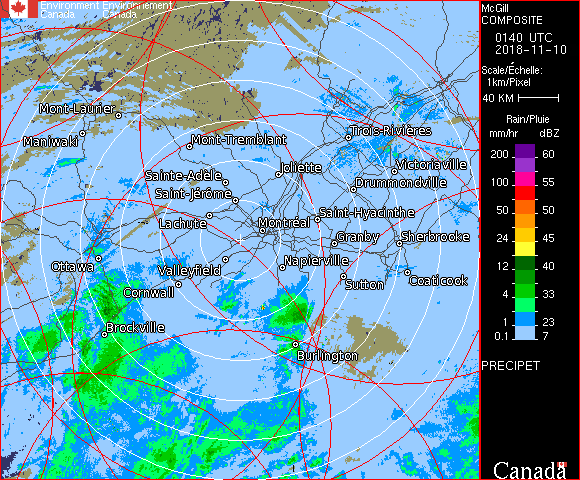 Environment Environnement
Canada Canada
Mont-Laurier
Maniwaki
Mont-Tremblant
Trois-Rivières
Sainte-Adèle
Joliette
Victoriaville
Saint-Jérôme
Drummondville
Lachute
Montréal
Saint-Hyacinthe
Granby
Sherbrooke
Ottawa
Valleyfield
Napierville
Cornwall
Sutton
Coaticook
Brockville
Burlington
McGill
COMPOSITE
0140 UTC
2018-11-10
Scale/Échelle:
1km/Pixel
40 KM
Rain/Pluie
mm/hr dBZ
200 60
100 55
50 50
24 45
12 40
4 33
1 23
0.1 7
PRECIPET
Canada